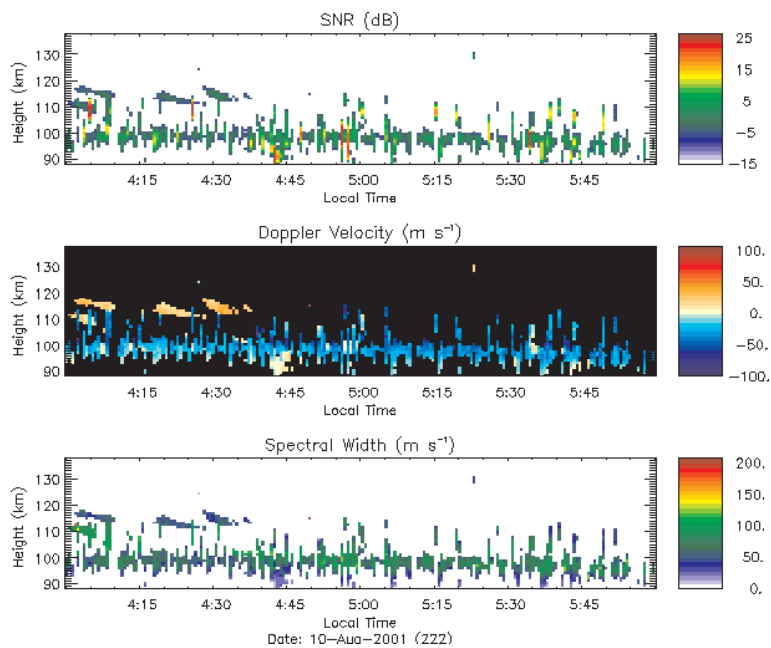 SNR (dB)
Height (km)
130
120
110
100
90
4:15 4:30 4:45 5:00 5:15 5:30 5:45
Local Time
25
15
5
-5
-15
Doppler Velocity (m s⁻¹)
Height (km)
130
120
110
100
90
4:15 4:30 4:45 5:00 5:15 5:30 5:45
Local Time
100.
50.
0.
-50.
-100.
Spectral Width (m s⁻¹)
Height (km)
130
120
110
100
90
4:15 4:30 4:45 5:00 5:15 5:30 5:45
Local Time
200.
150.
100.
50.
0.
Date: 10-Aug-2001 (222)